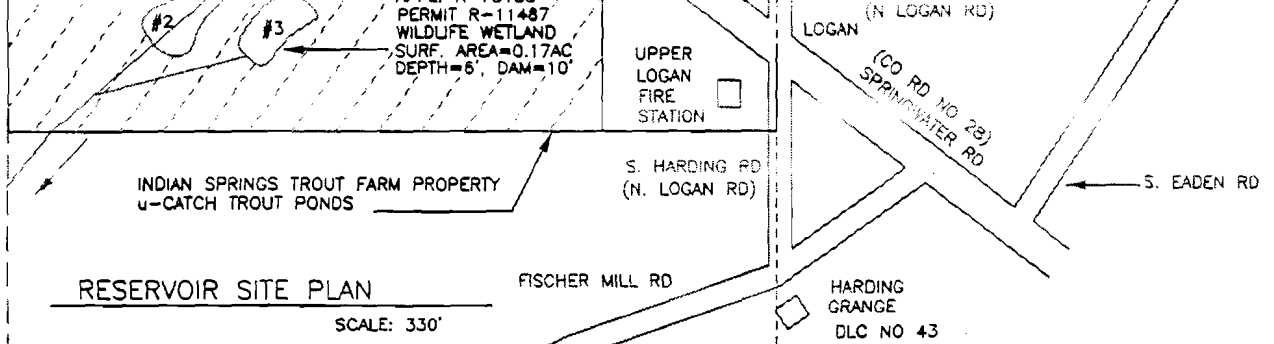 #2
#3
PERMIT R-11487
WILDLIFE WETLAND
SURF. AREA=0.17AC
DEPTH=6', DAM=10'
UPPER
LOGAN
FIRE
STATION
(N LOGAN RD)
LOGAN
(CO RD NO 28)
SPRINGWATER RD
S. HARDING RD
(N. LOGAN RD)
S. EADEN RD
INDIAN SPRINGS TROUT FARM PROPERTY
u-CATCH TROUT PONDS
RESERVOIR SITE PLAN
SCALE: 330'
FISCHER MILL RD
HARDING
GRANGE
DLC NO 43